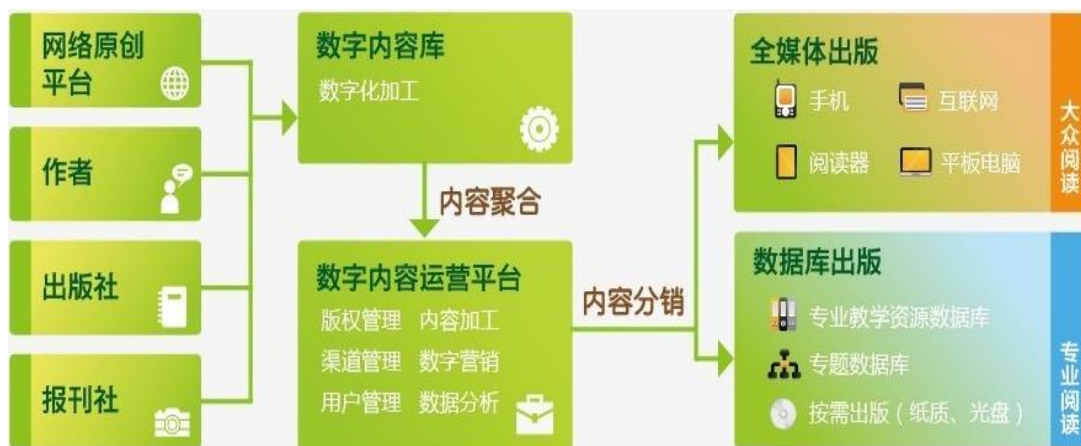 网络原创
平台
作者
出版社
报刊社
数字内容库
数字化加工
内容聚合
数字内容运营平台
版权管理 内容加工
渠道管理 数字营销
用户管理 数据分析
内容分销
全媒体出版
手机 互联网
阅读器 平板电脑
大众阅读
数据库出版
专业教学资源数据库
专题数据库
按需出版（纸质、光盘）
专业阅读